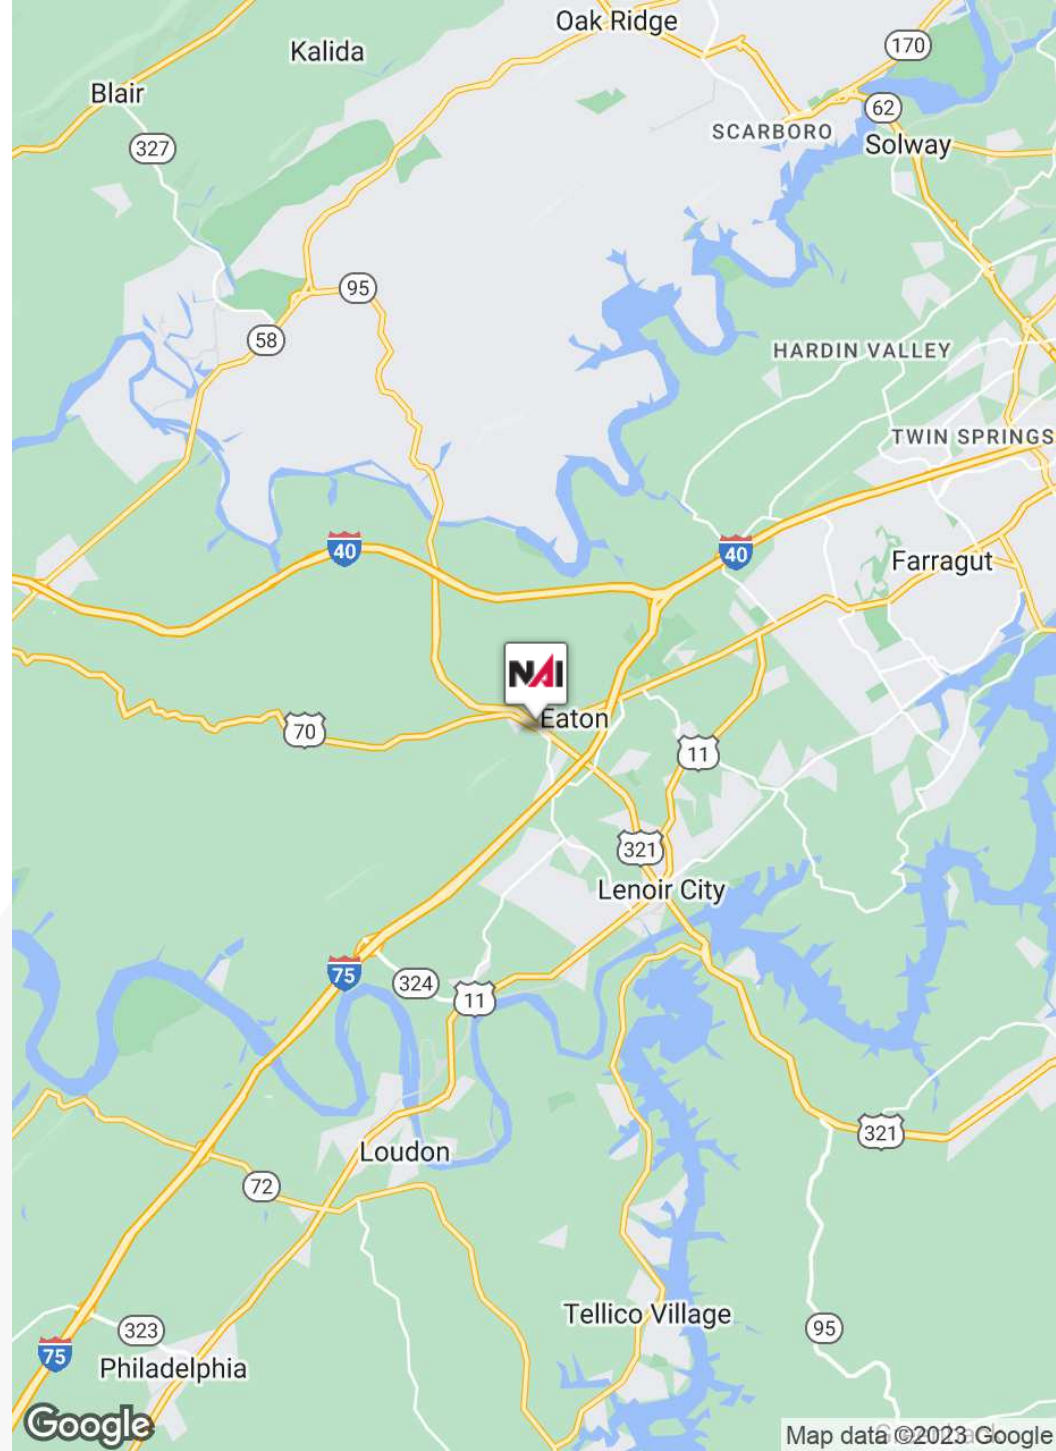 Oak Ridge
Kalida
170
Blair
62
SCARBORO
327
Solway
95
58
HARDIN VALLEY
TWIN SPRINGS
40
40
Farragut
NAI
Eaton
70
11
321
Lenoir City
75
324
11
321
Loudon
72
Tellico Village
95
323
75
Philadelphia
Google
Map data ©2023 Google